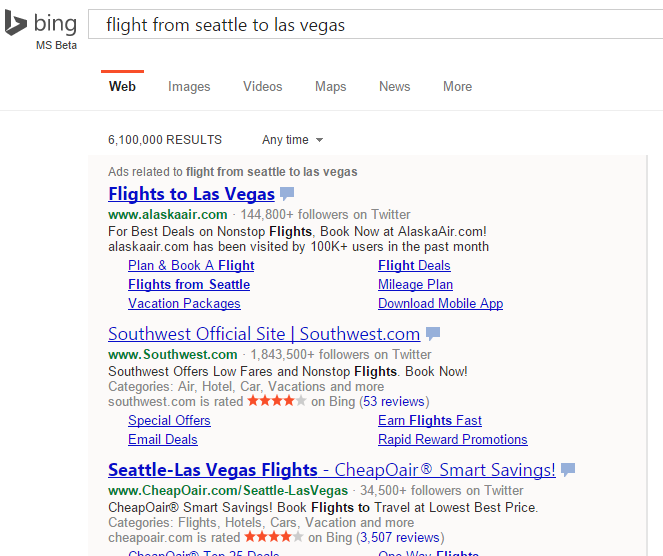 bing
flight from seattle to las vegas
MS Beta
Web Images Videos Maps News More
6,100,000 RESULTS Any time
Ads related to flight from seattle to las vegas
Flights to Las Vegas
www.alaskaair.com · 144,800+ followers on Twitter
For Best Deals on Nonstop Flights, Book Now at AlaskaAir.com!
alaskaair.com has been visited by 100K+ users in the past month
Plan & Book A Flight Flight Deals
Flights from Seattle Mileage Plan
Vacation Packages Download Mobile App
Southwest Official Site | Southwest.com
www.Southwest.com · 1,843,500+ followers on Twitter
Southwest Offers Low Fares and Nonstop Flights. Book Now!
Categories: Air, Hotel, Car, Vacations and more
southwest.com is rated ★★★★★ on Bing (53 reviews)
Special Offers Earn Flights Fast
Email Deals Rapid Reward Promotions
Seattle-Las Vegas Flights - CheapOair® Smart Savings!
www.CheapOair.com/Seattle-LasVegas · 34,500+ followers on Twitter
CheapOair® Smart Savings! Book Flights to Travel at Lowest Best Price.
Categories: Flights, Hotels, Cars, Vacation and more
cheapoair.com is rated ★★★★★ on Bing (3,507 reviews)
CheapOair® Top 25 Deals One Way Flights